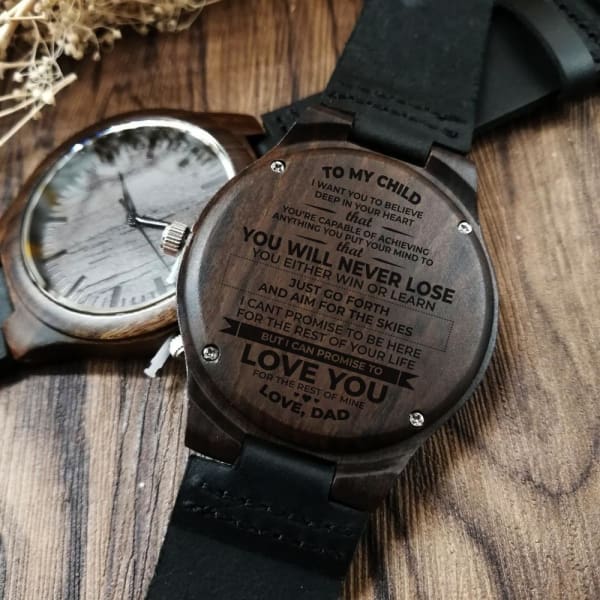 TO MY CHILD
I WANT YOU TO BELIEVE
DEEP IN YOUR HEART
that
YOU'RE CAPABLE OF ACHIEVING
ANYTHING YOU PUT YOUR MIND TO
that
YOU WILL NEVER LOSE
YOU EITHER WIN OR LEARN
JUST GO FORTH
AND AIM FOR THE SKIES
I CANT PROMISE TO BE HERE
FOR THE REST OF YOUR LIFE
BUT I CAN PROMISE TO
LOVE YOU
FOR THE REST OF MINE
LOVE, DAD